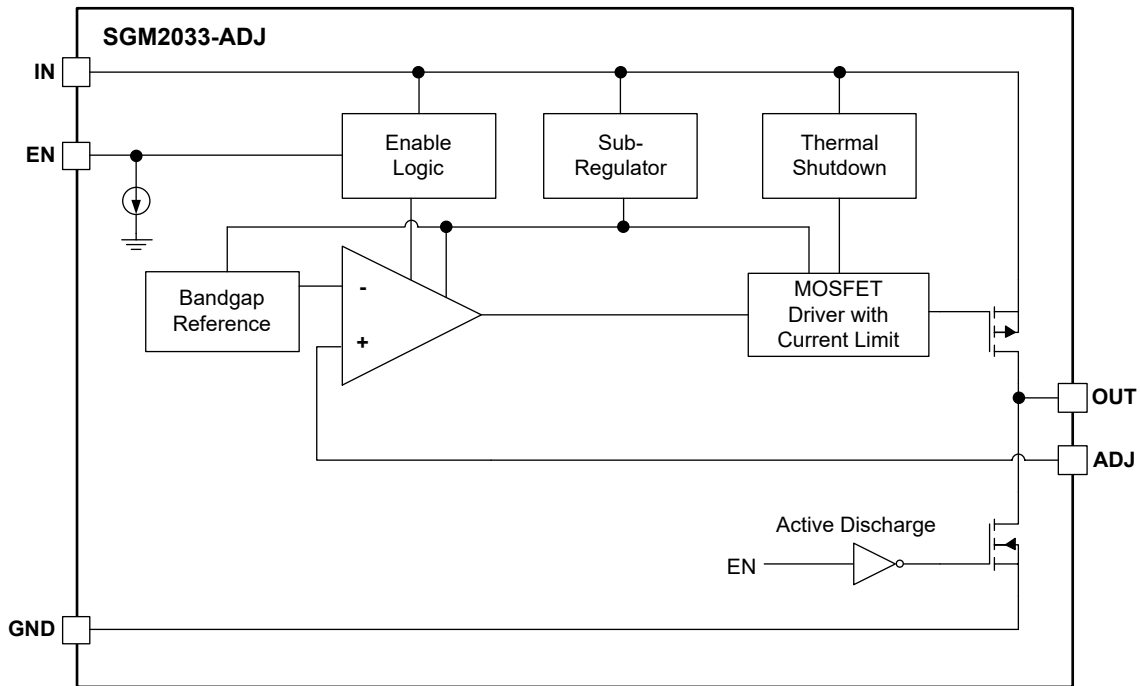 SGM2033-ADJ
IN
EN
Enable
Logic
Sub-
Regulator
Thermal
Shutdown
Bandgap
Reference
-
+
MOSFET
Driver with
Current Limit
OUT
ADJ
Active Discharge
EN
GND